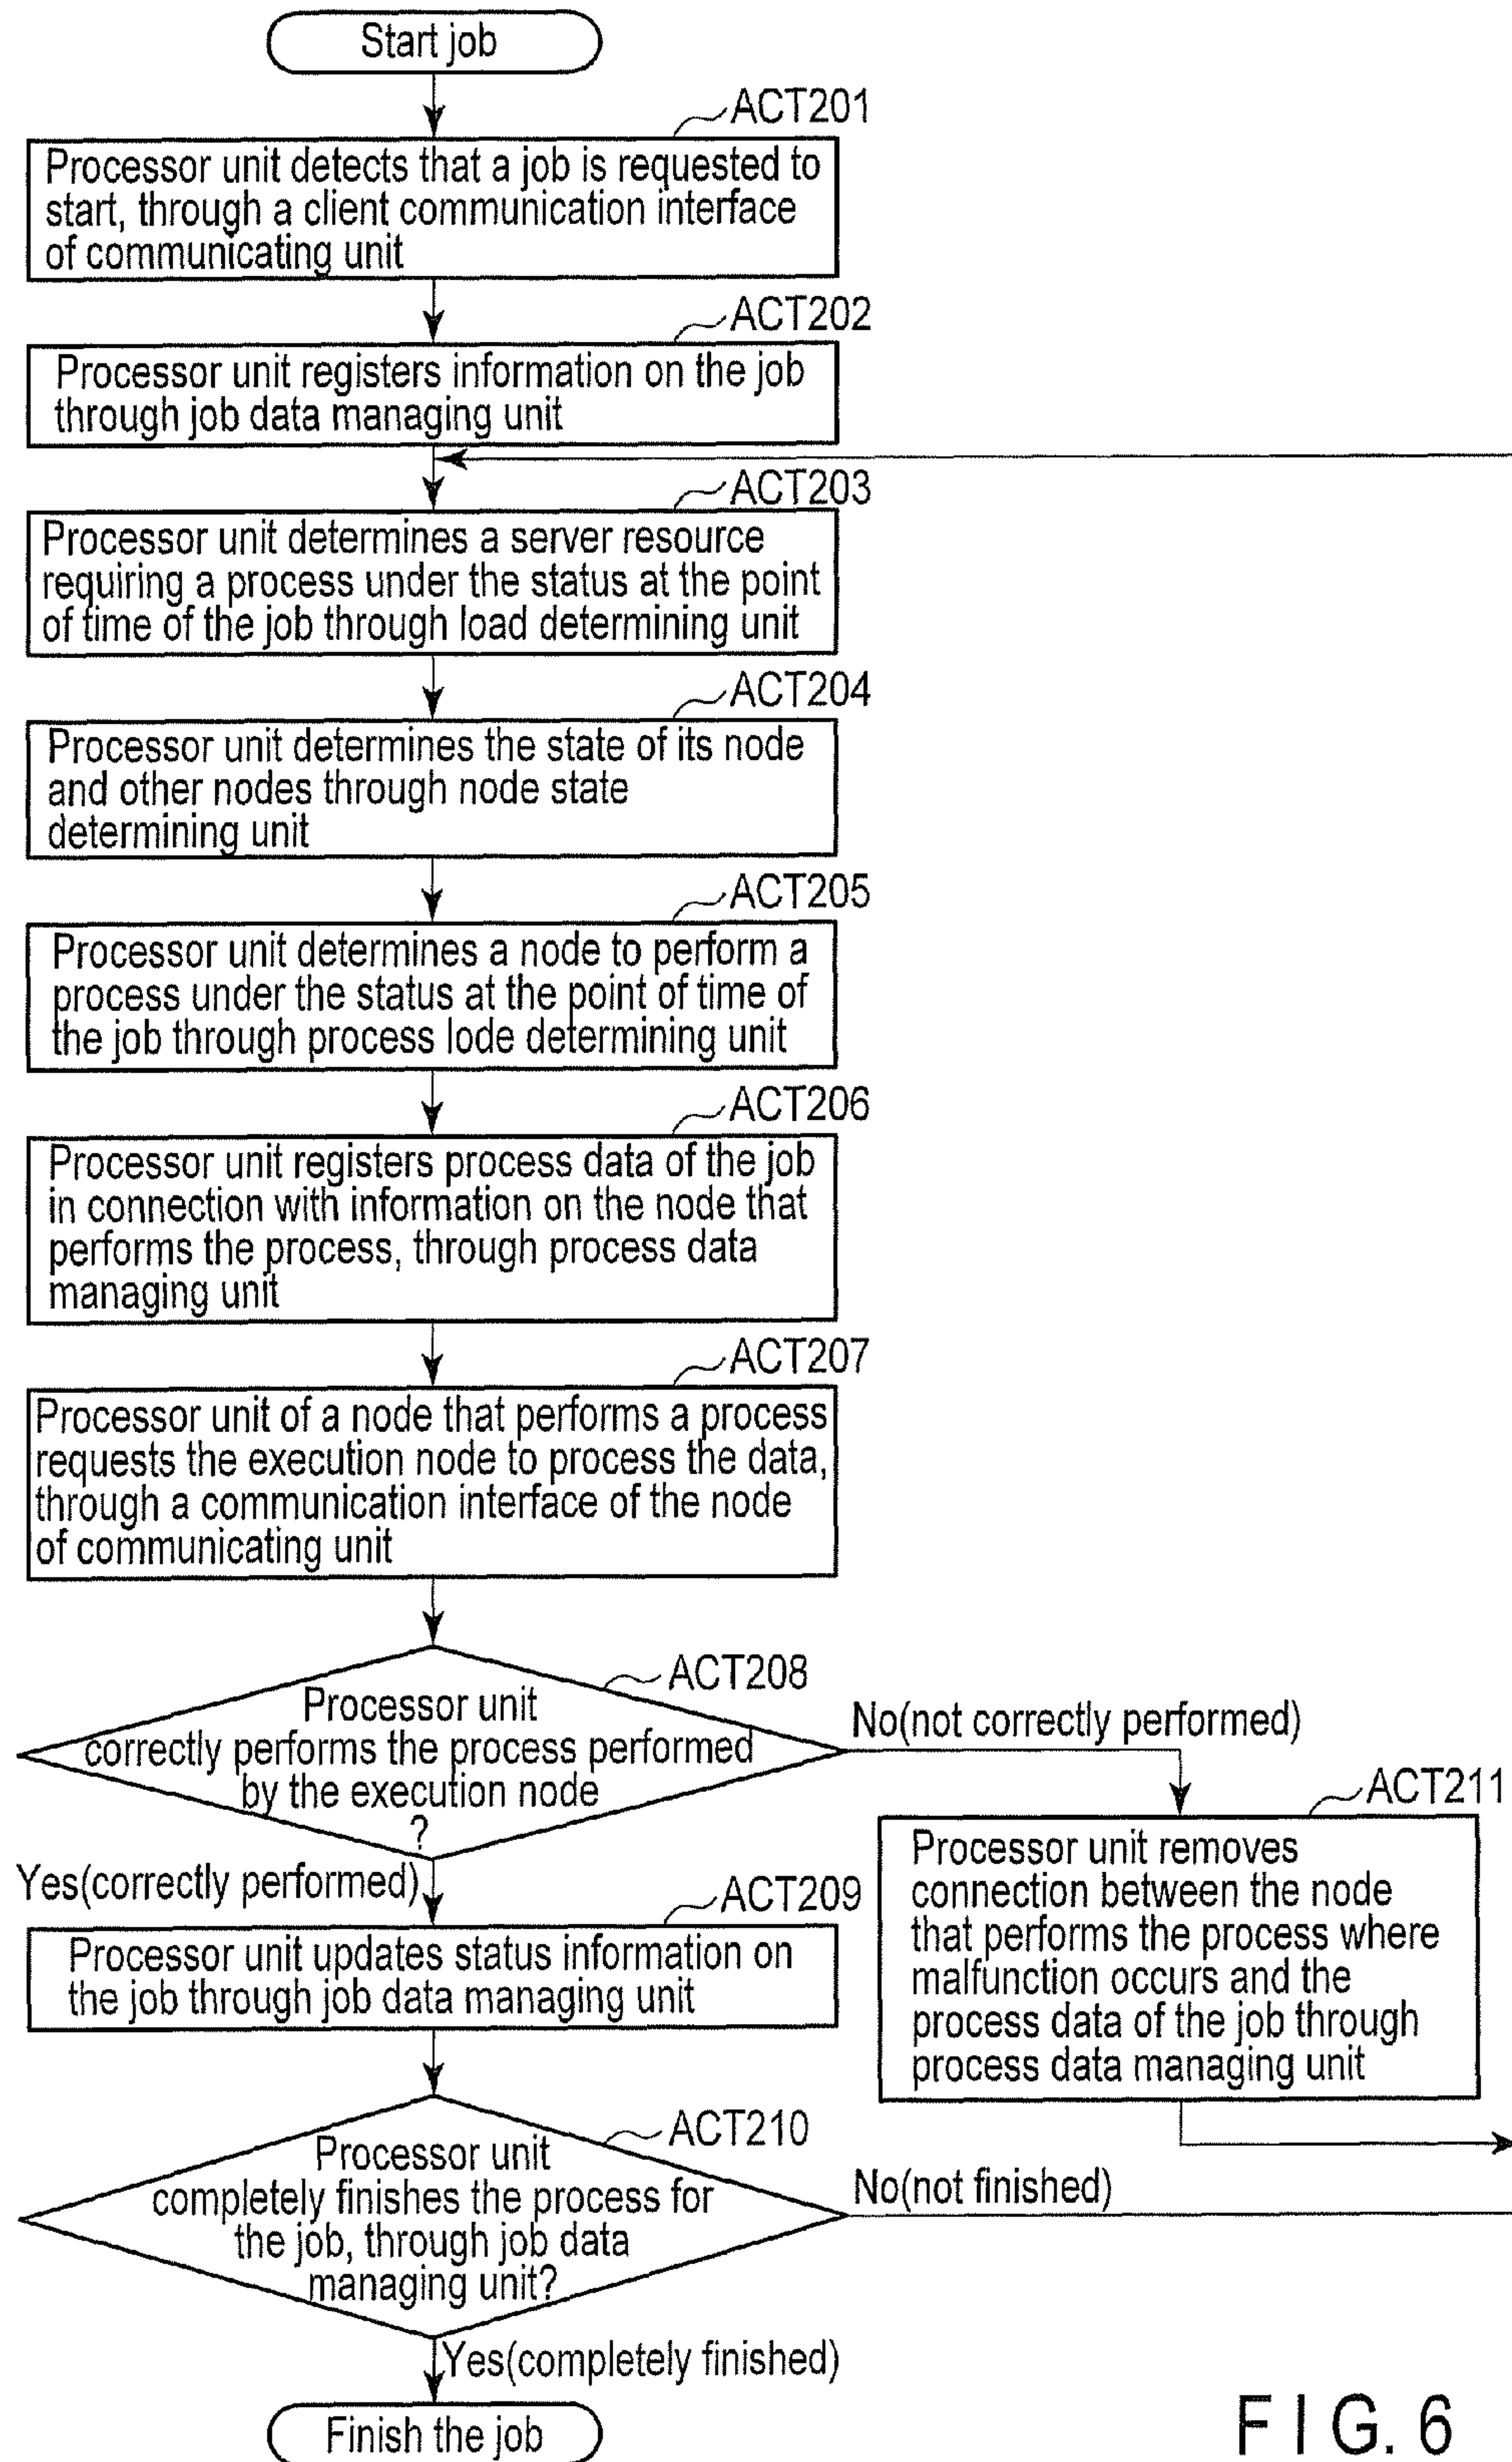 Start job
ACT201
Processor unit detects that a job is requested to
start, through a client communication interface
of communicating unit
ACT202
Processor unit registers information on the job
through job data managing unit
ACT203
Processor unit determines a server resource
requiring a process under the status at the point
of time of the job through load determining unit
ACT204
Processor unit determines the state of its node
and other nodes through node state
determining unit
ACT205
Processor unit determines a node to perform a
process under the status at the point of time of
the job through process lode determining unit
ACT206
Processor unit registers process data of the job
in connection with information on the node that
performs the process, through process data
managing unit
ACT207
Processor unit of a node that performs a process
requests the execution node to process the data,
through a communication interface of the node
of communicating unit
ACT208
Processor unit
correctly performs the process performed
by the execution node
?
No(not correctly performed)
Yes(correctly performed)
ACT211
Processor unit removes
connection between the node
that performs the process where
malfunction occurs and the
process data of the job through
process data managing unit
ACT209
Processor unit updates status information on
the job through job data managing unit
ACT210
Processor unit
completely finishes the process for
the job, through job data
managing unit?
No(not finished)
Yes(completely finished)
Finish the job
F I G. 6